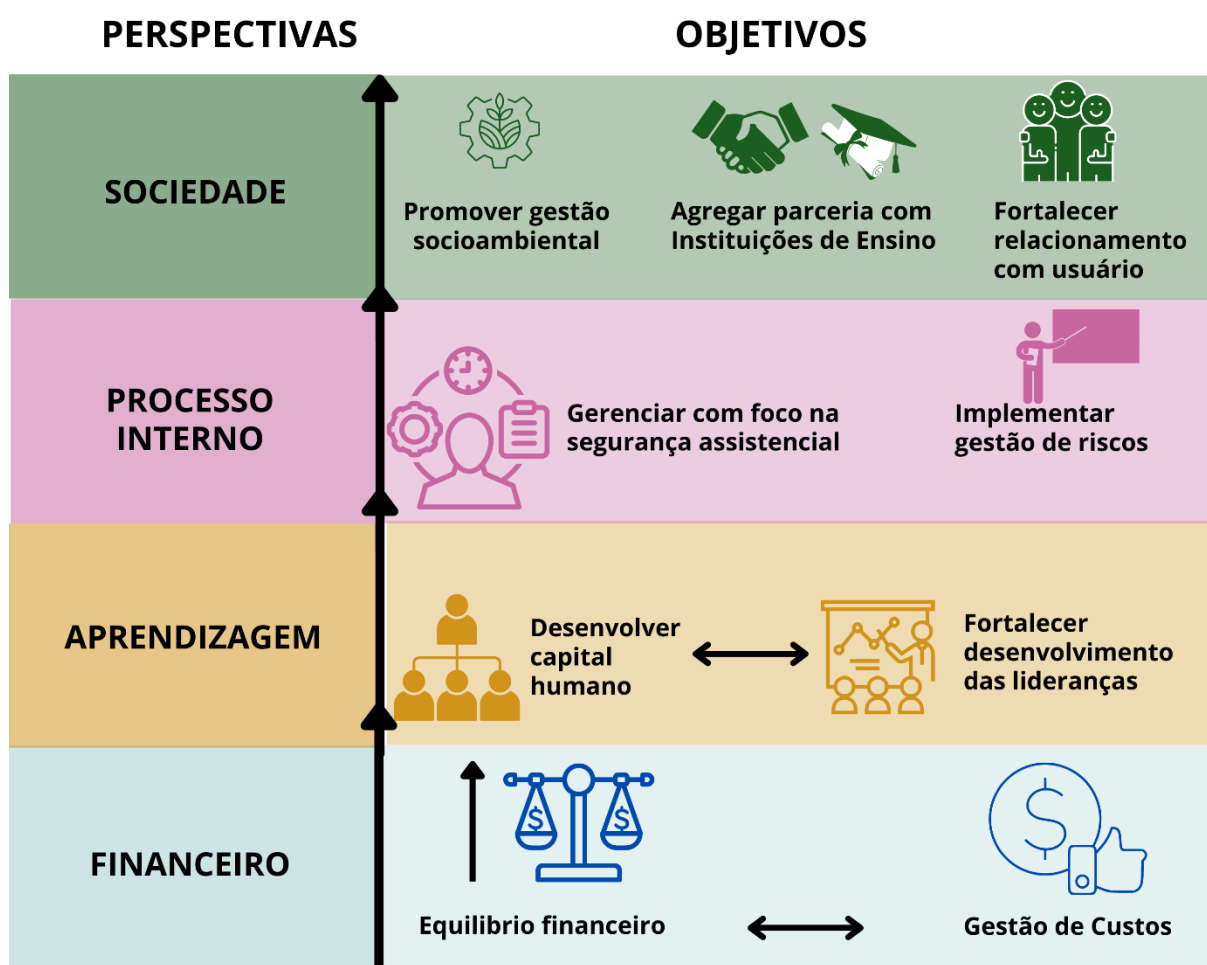 PERSPECTIVAS
OBJETIVOS
SOCIEDADE
Promover gestão
socioambiental
Agregar parceria com
Instituições de Ensino
Fortalecer
relacionamento
com usuário
PROCESSO
INTERNO
Gerenciar com foco na
segurança assistencial
Implementar
gestão de riscos
APRENDIZAGEM
Desenvolver
capital
humano
Fortalecer
desenvolvimento
das lideranças
FINANCEIRO
$
$
$
Equilibrio financeiro
Gestão de Custos